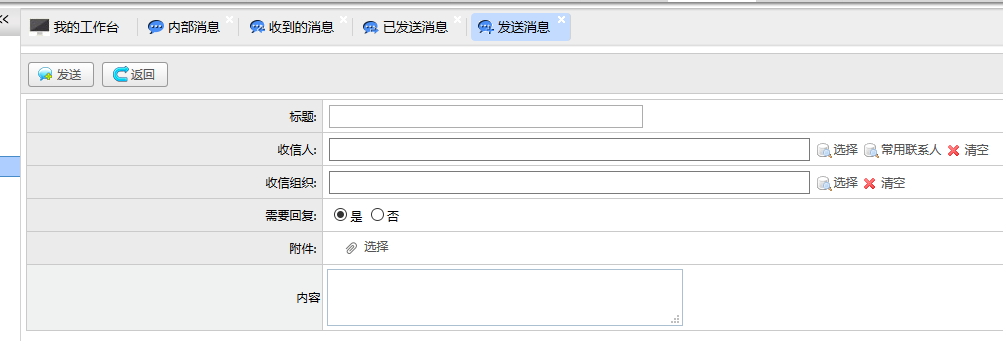 <<
我的工作台 内部消息 收到的消息 已发送消息 发送消息
发送 返回
标题:
收信人: 选择 常用联系人 清空
收信组织: 选择 清空
需要回复: 是 否
附件: 选择
内容